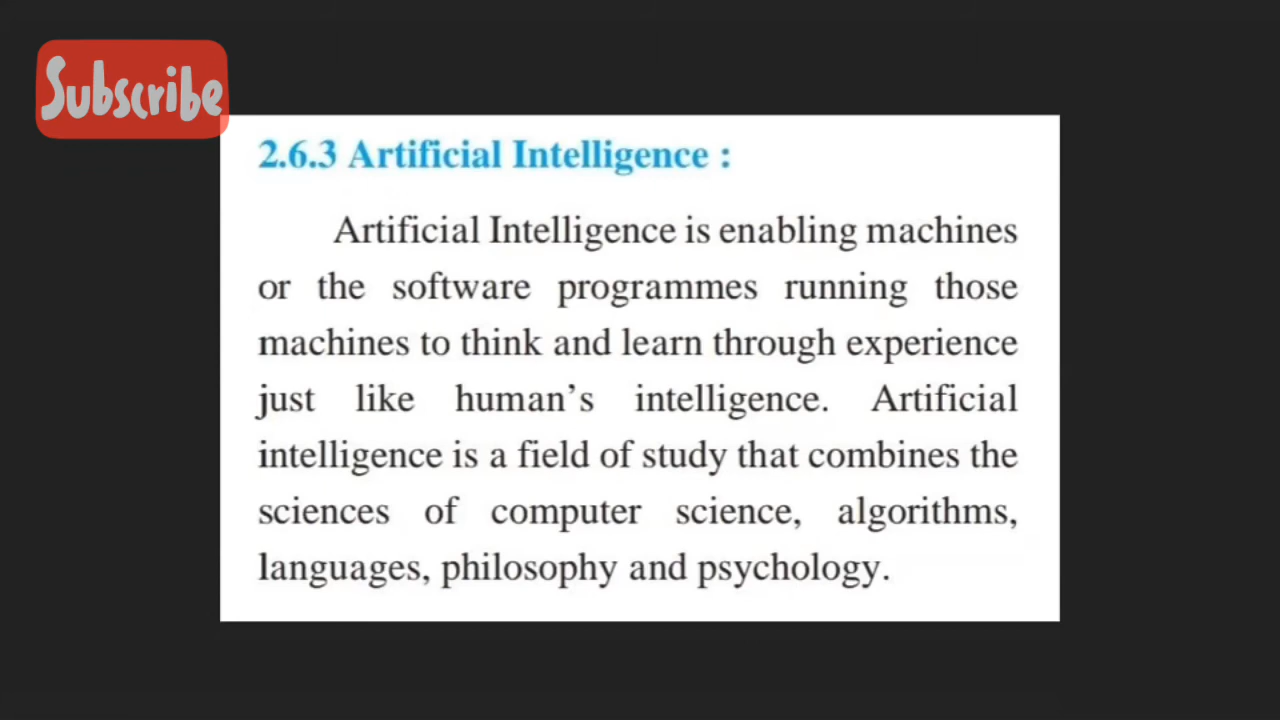 Subscribe
2.6.3 Artificial Intelligence :
Artificial Intelligence is enabling machines
or the software programmes running those
machines to think and learn through experience
just like human’s intelligence. Artificial
intelligence is a field of study that combines the
sciences of computer science, algorithms,
languages, philosophy and psychology.